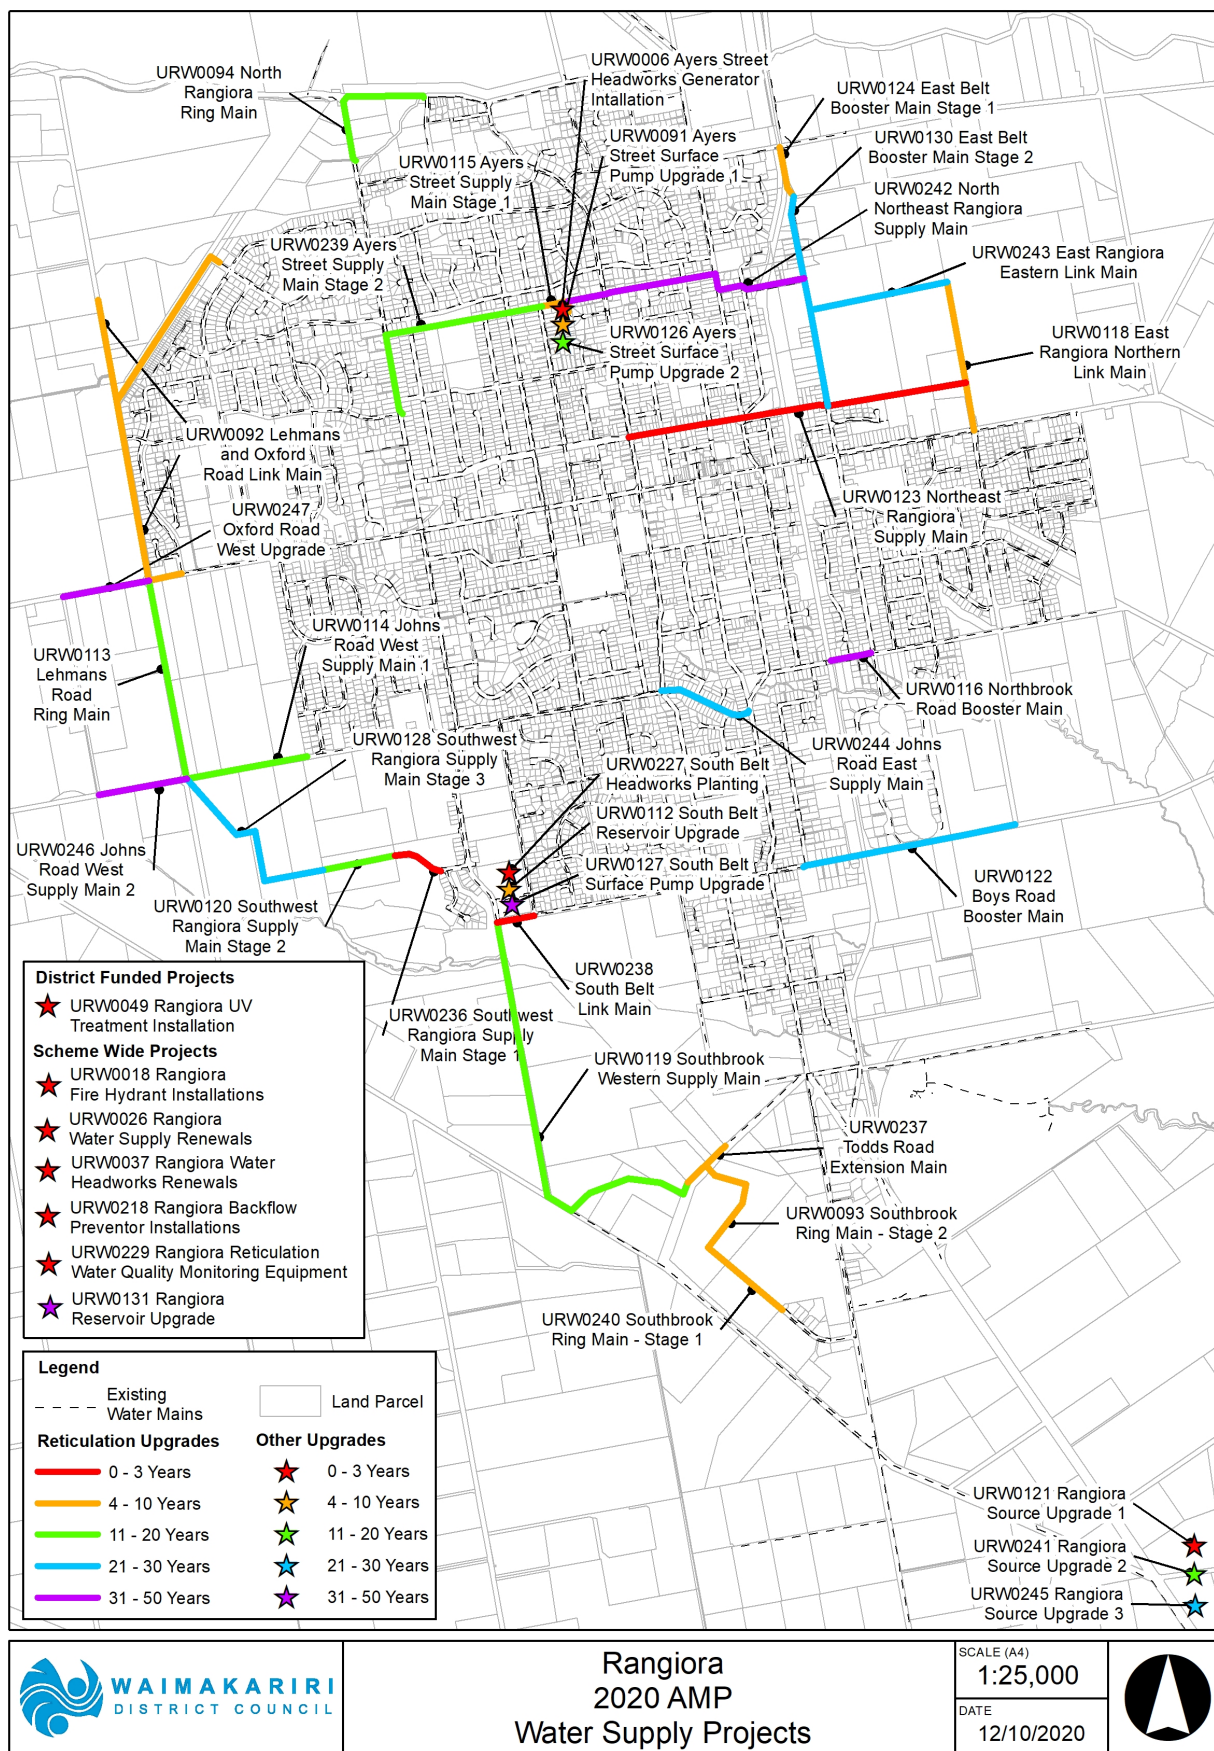 URW0094 North
Rangiora
Ring Main
URW0006 Ayers Street
Headworks Generator
Intallation
URW0091 Ayers
Street Surface
Pump Upgrade 1
URW0115 Ayers
Street Supply
Main Stage 1
URW0124 East Belt
Booster Main Stage 1
URW0130 East Belt
Booster Main Stage 2
URW0242 North
Northeast Rangiora
Supply Main
URW0239 Ayers
Street Supply
Main Stage 2
URW0243 East Rangiora
Eastern Link Main
URW0126 Ayers
Street Surface
Pump Upgrade 2
URW0118 East
Rangiora Northern
Link Main
URW0092 Lehmans
and Oxford
Road Link Main
URW0247
Oxford Road
West Upgrade
URW0123 Northeast
Rangiora
Supply Main
URW0114 Johns
Road West
Supply Main 1
URW0113
Lehmans
Road
Ring Main
URW0116 Northbrook
Road Booster Main
URW0128 Southwest
Rangiora Supply
Main Stage 3
URW0244 Johns
Road East
Supply Main
URW0227 South Belt
Headworks Planting
URW0112 South Belt
Reservoir Upgrade
URW0127 South Belt
Surface Pump Upgrade
URW0246 Johns
Road West
Supply Main 2
URW0120 Southwest
Rangiora Supply
Main Stage 2
URW0122
Boys Road
Booster Main
URW0238
South Belt
Link Main
URW0236 Southwest
Rangiora Supply
Main Stage 1
URW0119 Southbrook
Western Supply Main
URW0237
Todds Road
Extension Main
URW0093 Southbrook
Ring Main - Stage 2
URW0240 Southbrook
Ring Main - Stage 1
District Funded Projects
URW0049 Rangiora UV
Treatment Installation
Scheme Wide Projects
URW0018 Rangiora
Fire Hydrant Installations
URW0026 Rangiora
Water Supply Renewals
URW0037 Rangiora Water
Headworks Renewals
URW0218 Rangiora Backflow
Preventor Installations
URW0229 Rangiora Reticulation
Water Quality Monitoring Equipment
URW0131 Rangiora
Reservoir Upgrade
Legend
Existing
Water Mains
Land Parcel
Reticulation Upgrades
0 - 3 Years
4 - 10 Years
11 - 20 Years
21 - 30 Years
31 - 50 Years
Other Upgrades
0 - 3 Years
4 - 10 Years
11 - 20 Years
21 - 30 Years
31 - 50 Years
URW0121 Rangiora
Source Upgrade 1
URW0241 Rangiora
Source Upgrade 2
URW0245 Rangiora
Source Upgrade 3
WAIMAKARIRI
DISTRICT COUNCIL
Rangiora
2020 AMP
Water Supply Projects
SCALE (A4)
1:25,000
DATE
12/10/2020